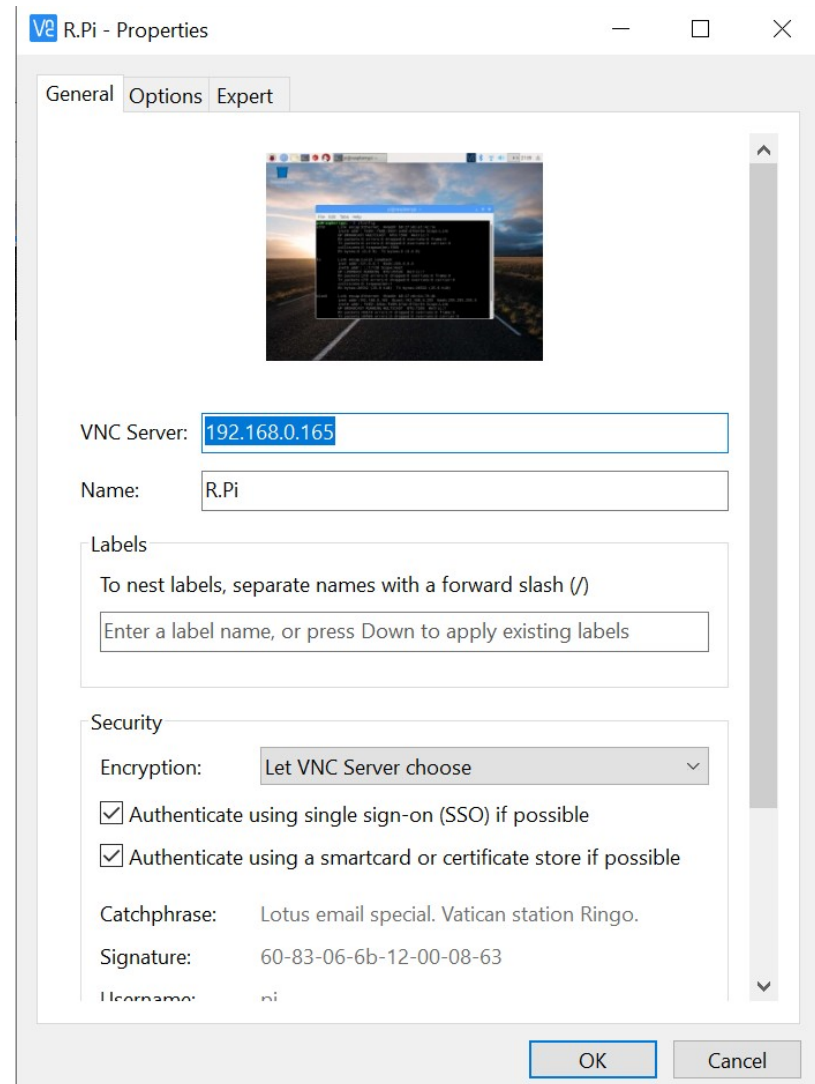 V2 R.Pi - Properties
General Options Expert
VNC Server: 192.168.0.165
Name: R.Pi
Labels
To nest labels, separate names with a forward slash (/)
Enter a label name, or press Down to apply existing labels
Security
Encryption: Let VNC Server choose
Authenticate using single sign-on (SSO) if possible
Authenticate using a smartcard or certificate store if possible
Catchphrase: Lotus email special. Vatican station Ringo.
Signature: 60-83-06-6b-12-00-08-63
Username: pi
OK Cancel